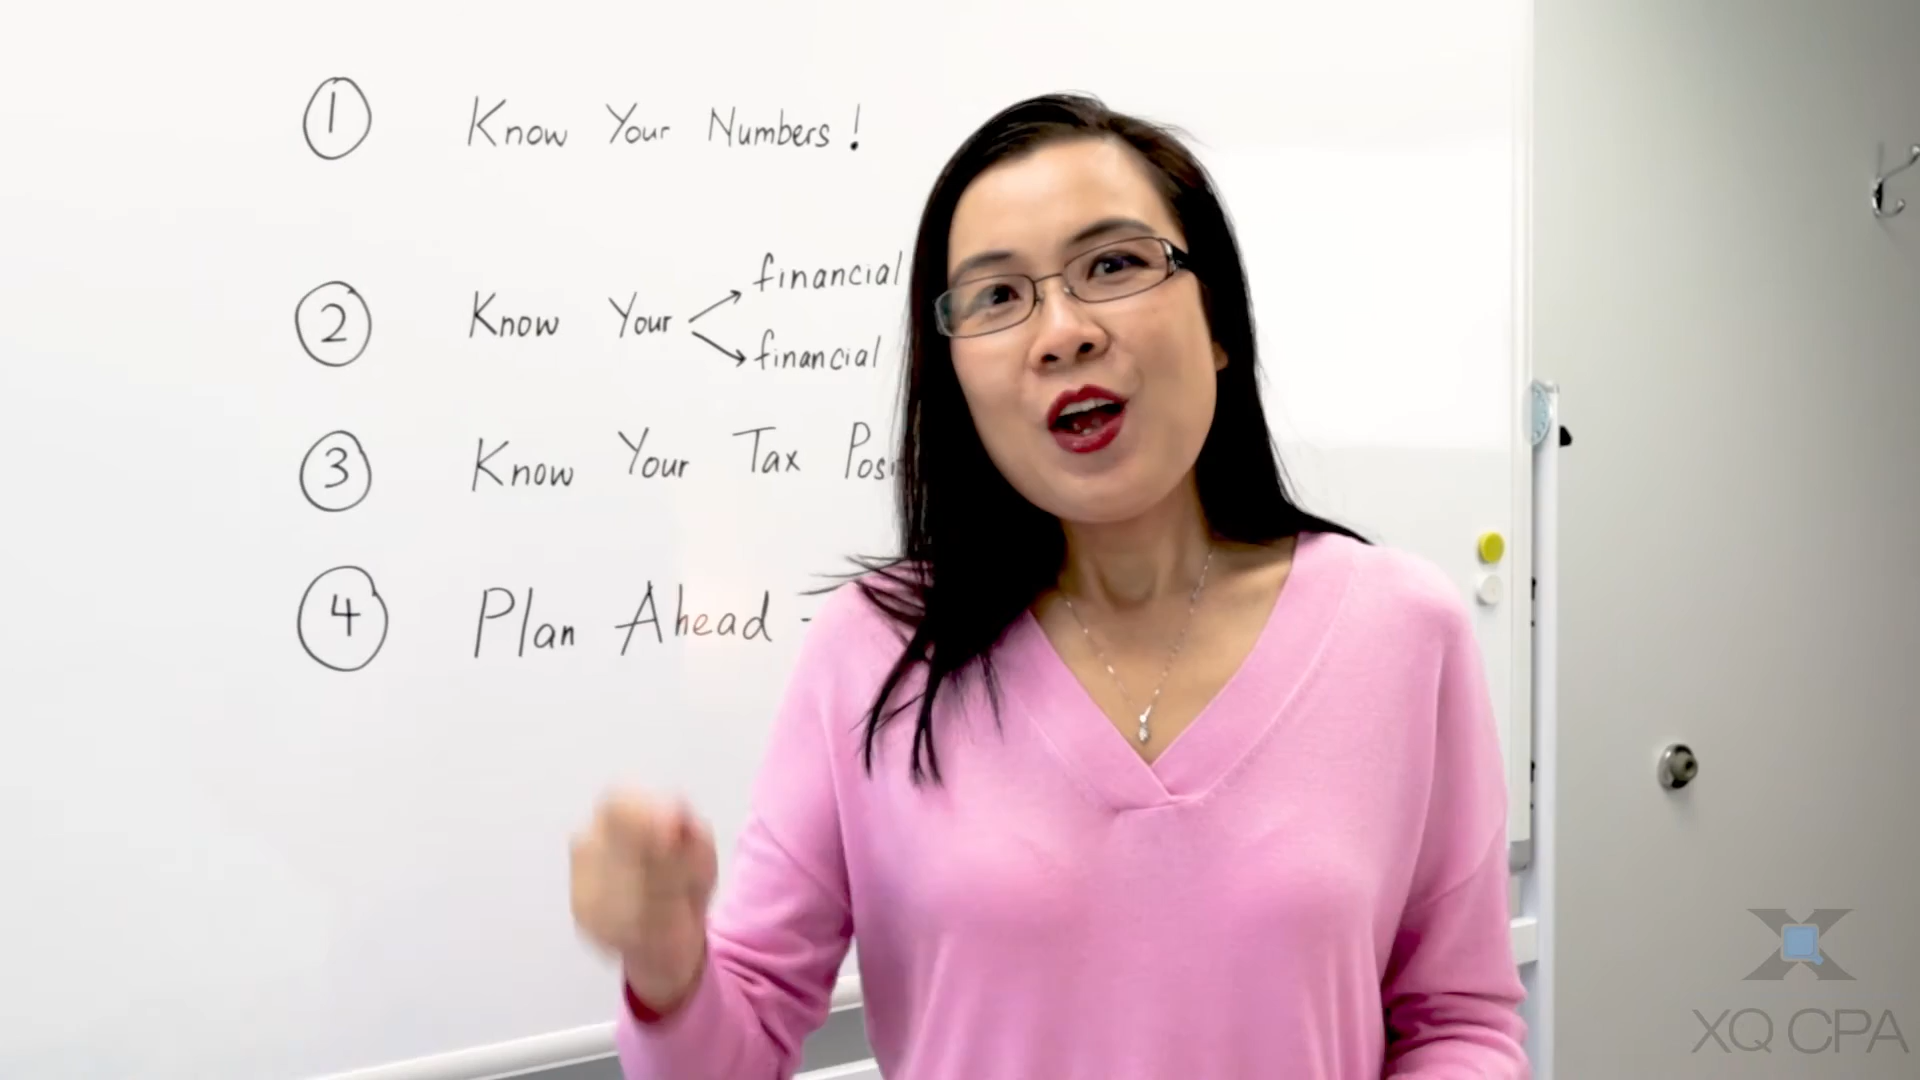 1 Know Your Numbers!
2 Know Your
financial
financial
3 Know Your Tax
4 Plan Ahead -
XQ CPA